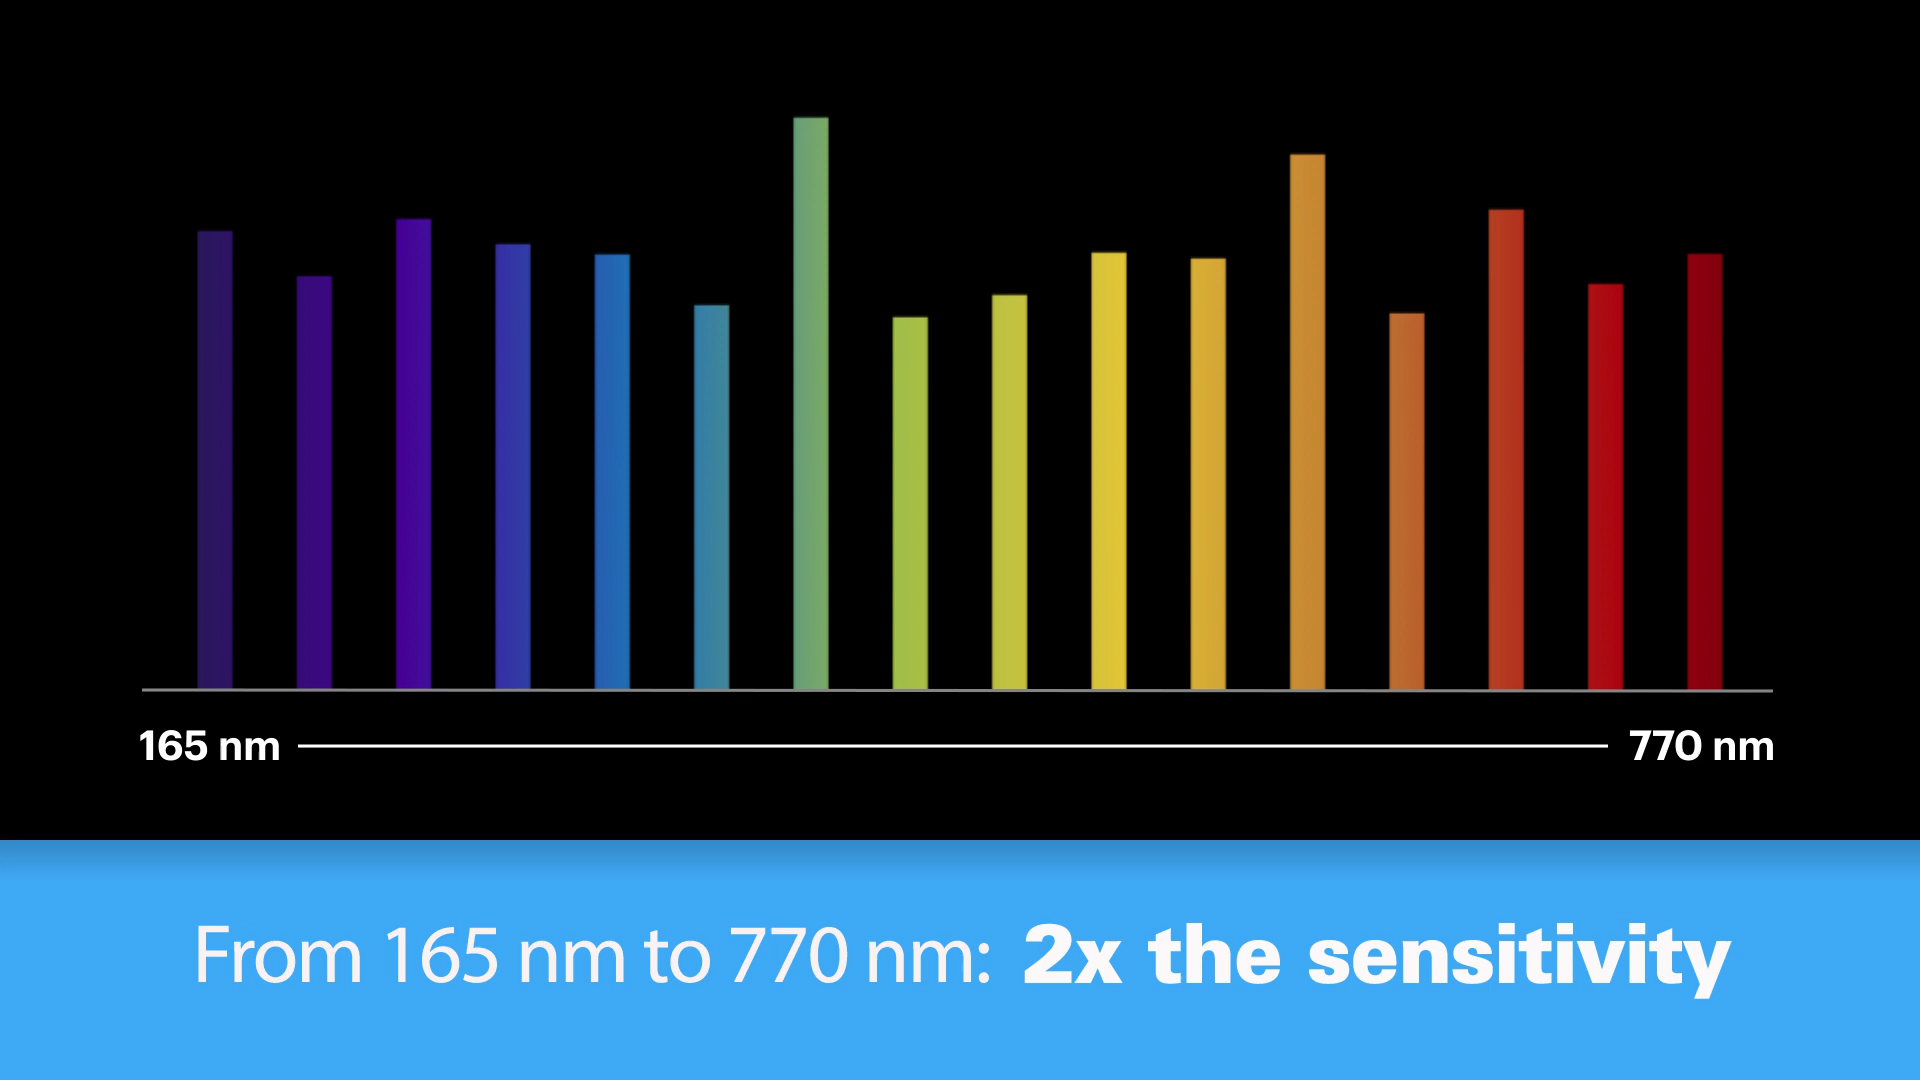 165 nm 770 nm
From 165 nm to 770 nm: 2x the sensitivity